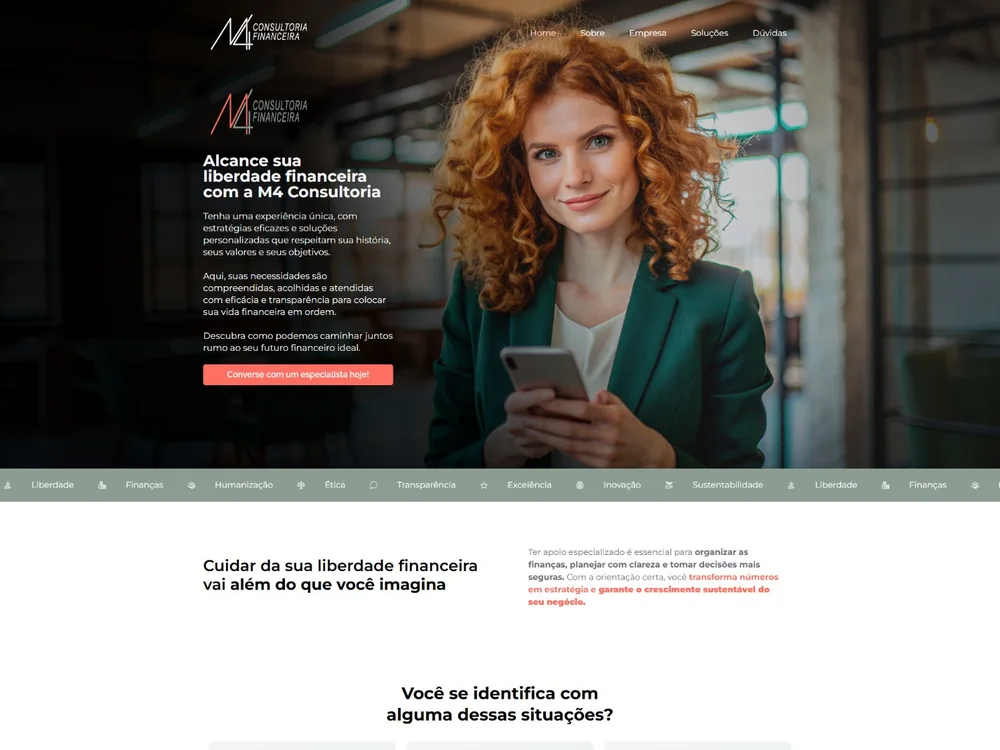 M4 CONSULTORIA
FINANCEIRA
Home Sobre Empresa Soluções Dúvidas
M4 CONSULTORIA
FINANCEIRA
Alcance sua
liberdade financeira
com a M4 Consultoria
Tenha uma experiência única, com
estratégias eficazes e soluções
personalizadas que respeitam sua história,
seus valores e seus objetivos.
Aqui, suas necessidades são
compreendidas, acolhidas e atendidas
com eficácia e transparência para colocar
sua vida financeira em ordem.
Descubra como podemos caminhar juntos
rumo ao seu futuro financeiro ideal.
Converse com um especialista hoje!
Liberdade Finanças Humanização Ética Transparência Excelência Inovação Sustentabilidade Liberdade Finanças
Cuidar da sua liberdade financeira
vai além do que você imagina
Ter apoio especializado é essencial para organizar as
finanças, planejar com clareza e tomar decisões mais
seguras. Com a orientação certa, você transforma números
em estratégia e garante o crescimento sustentável do
seu negócio.
Você se identifica com
alguma dessas situações?